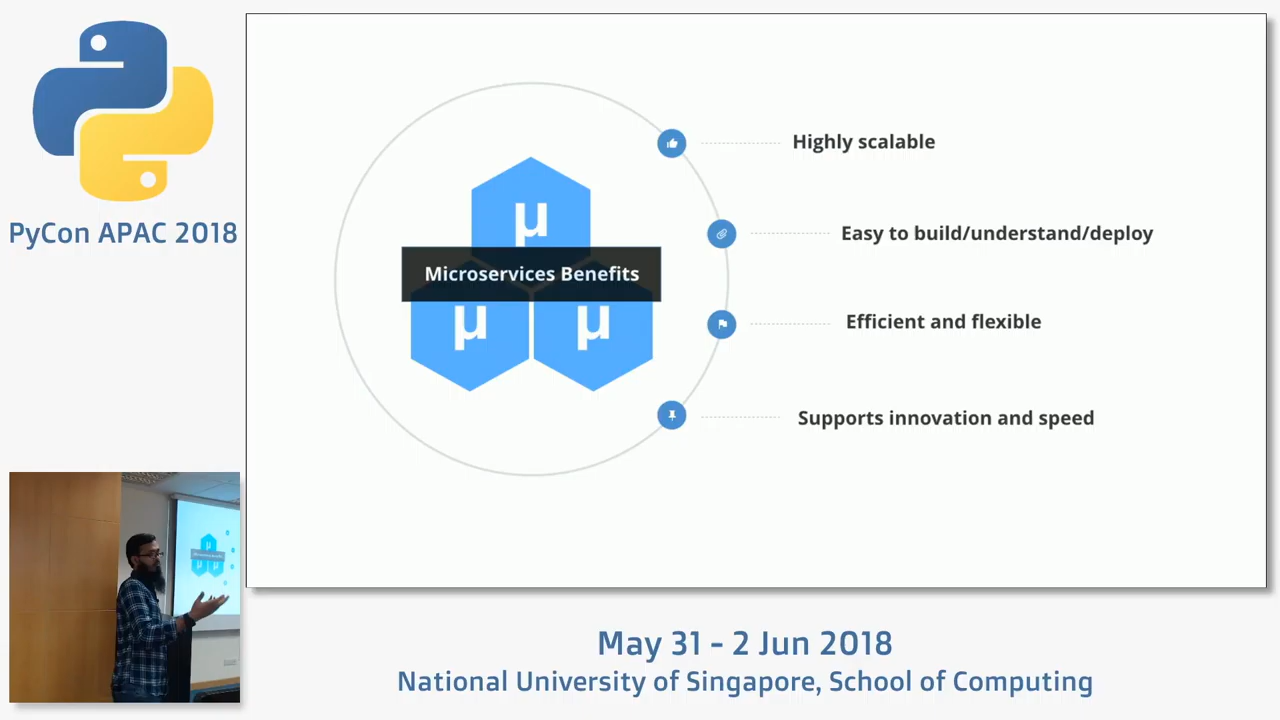 PyCon APAC 2018
µ
Microservices Benefits
µ µ
Highly scalable
Easy to build/understand/deploy
Efficient and flexible
Supports innovation and speed
May 31 - 2 Jun 2018
National University of Singapore, School of Computing